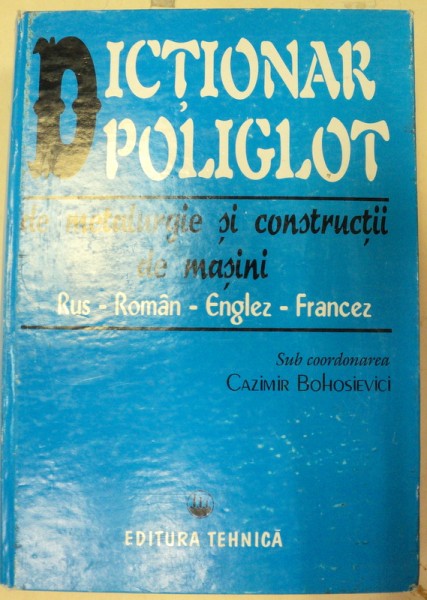 DICȚIONAR
POLIGLOT
de metalurgie și construcții
de mașini
Rus - Român - Englez - Francez
Sub coordonarea
CAZIMIR BOHOSIEVICI
EDITURA TEHNICĂ